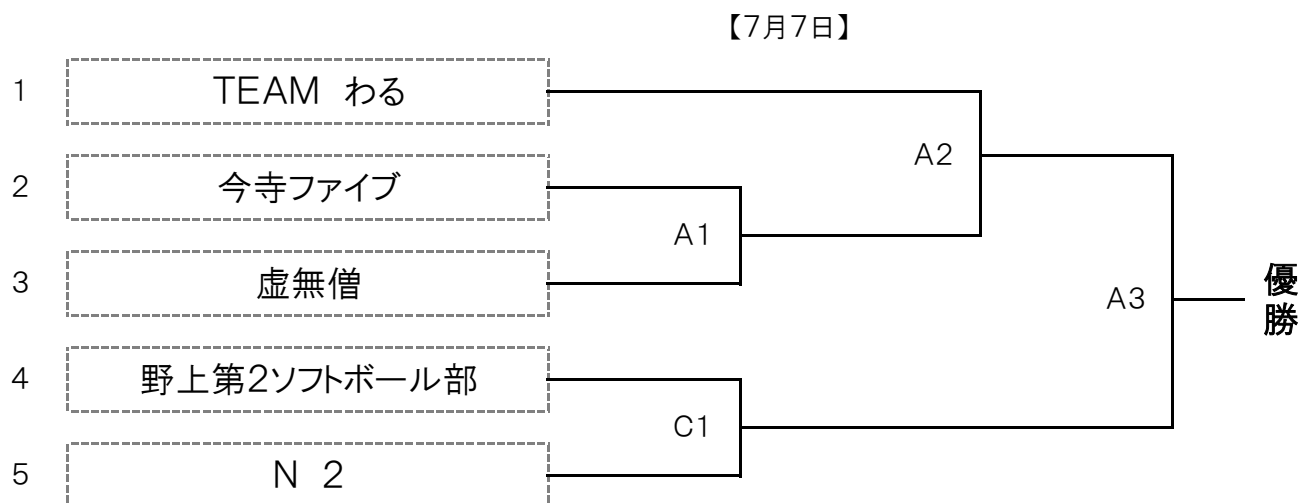 【7月7日】
1 TEAM わる
A2
2 今寺ファイブ
A1
3 虚無僧
A3
優勝
4 野上第2ソフトボール部
C1
5 N 2